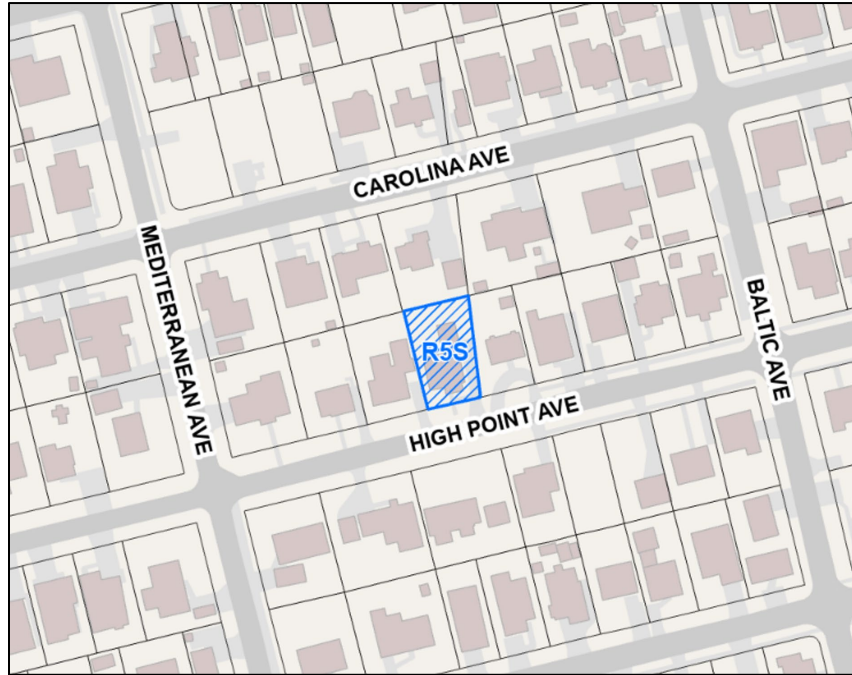 CAROLINA AVE
MEDITERRANEAN AVE
BALTIC AVE
R5S
HIGH POINT AVE